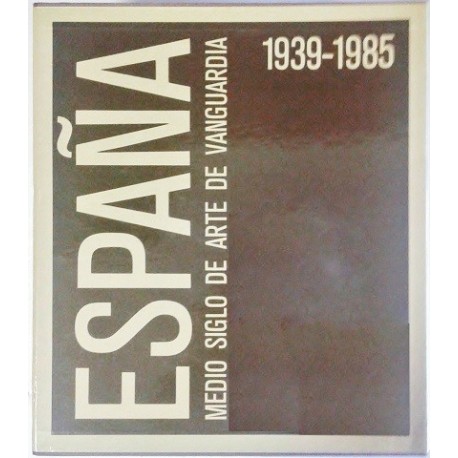 ESPAÑA
MEDIO SIGLO DE ARTE DE VANGUARDIA
1939-1985